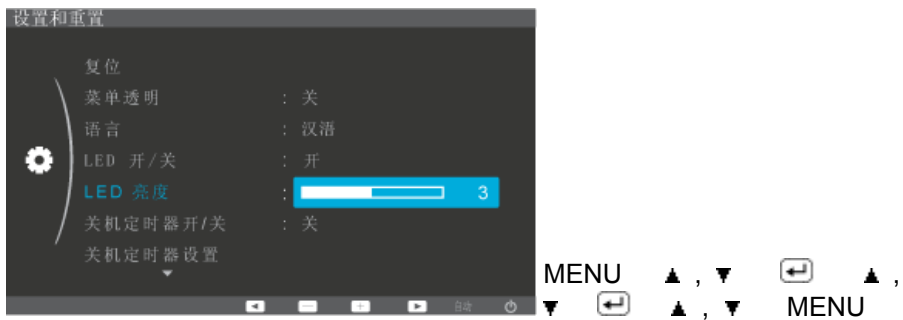 设置和重置
复位
菜单透明 : 关
语言 : 汉语
LED 开/关 : 开
LED 亮度 : 3
关机定时器开/关 : 关
关机定时器设置
自动
MENU ▲ , ▼ ▲ ,
▼ ▲ , ▼ MENU